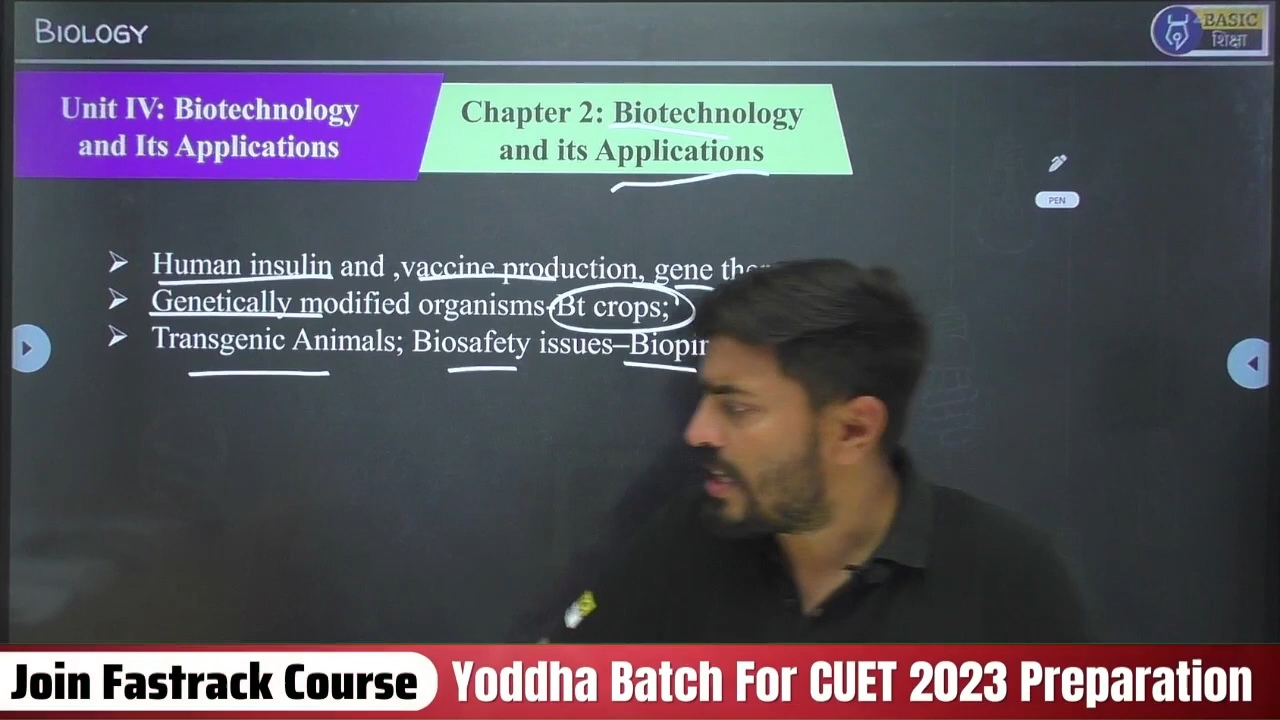 BIOLOGY
BASIC
शिक्षा
Unit IV: Biotechnology
and Its Applications
Chapter 2: Biotechnology
and its Applications
PEN
➢ Human insulin and ,vaccine production, gene
➢ Genetically modified organisms-Bt crops;
➢ Transgenic Animals; Biosafety issues–
Join Fastrack Course
Yoddha Batch For CUET 2023 Preparation